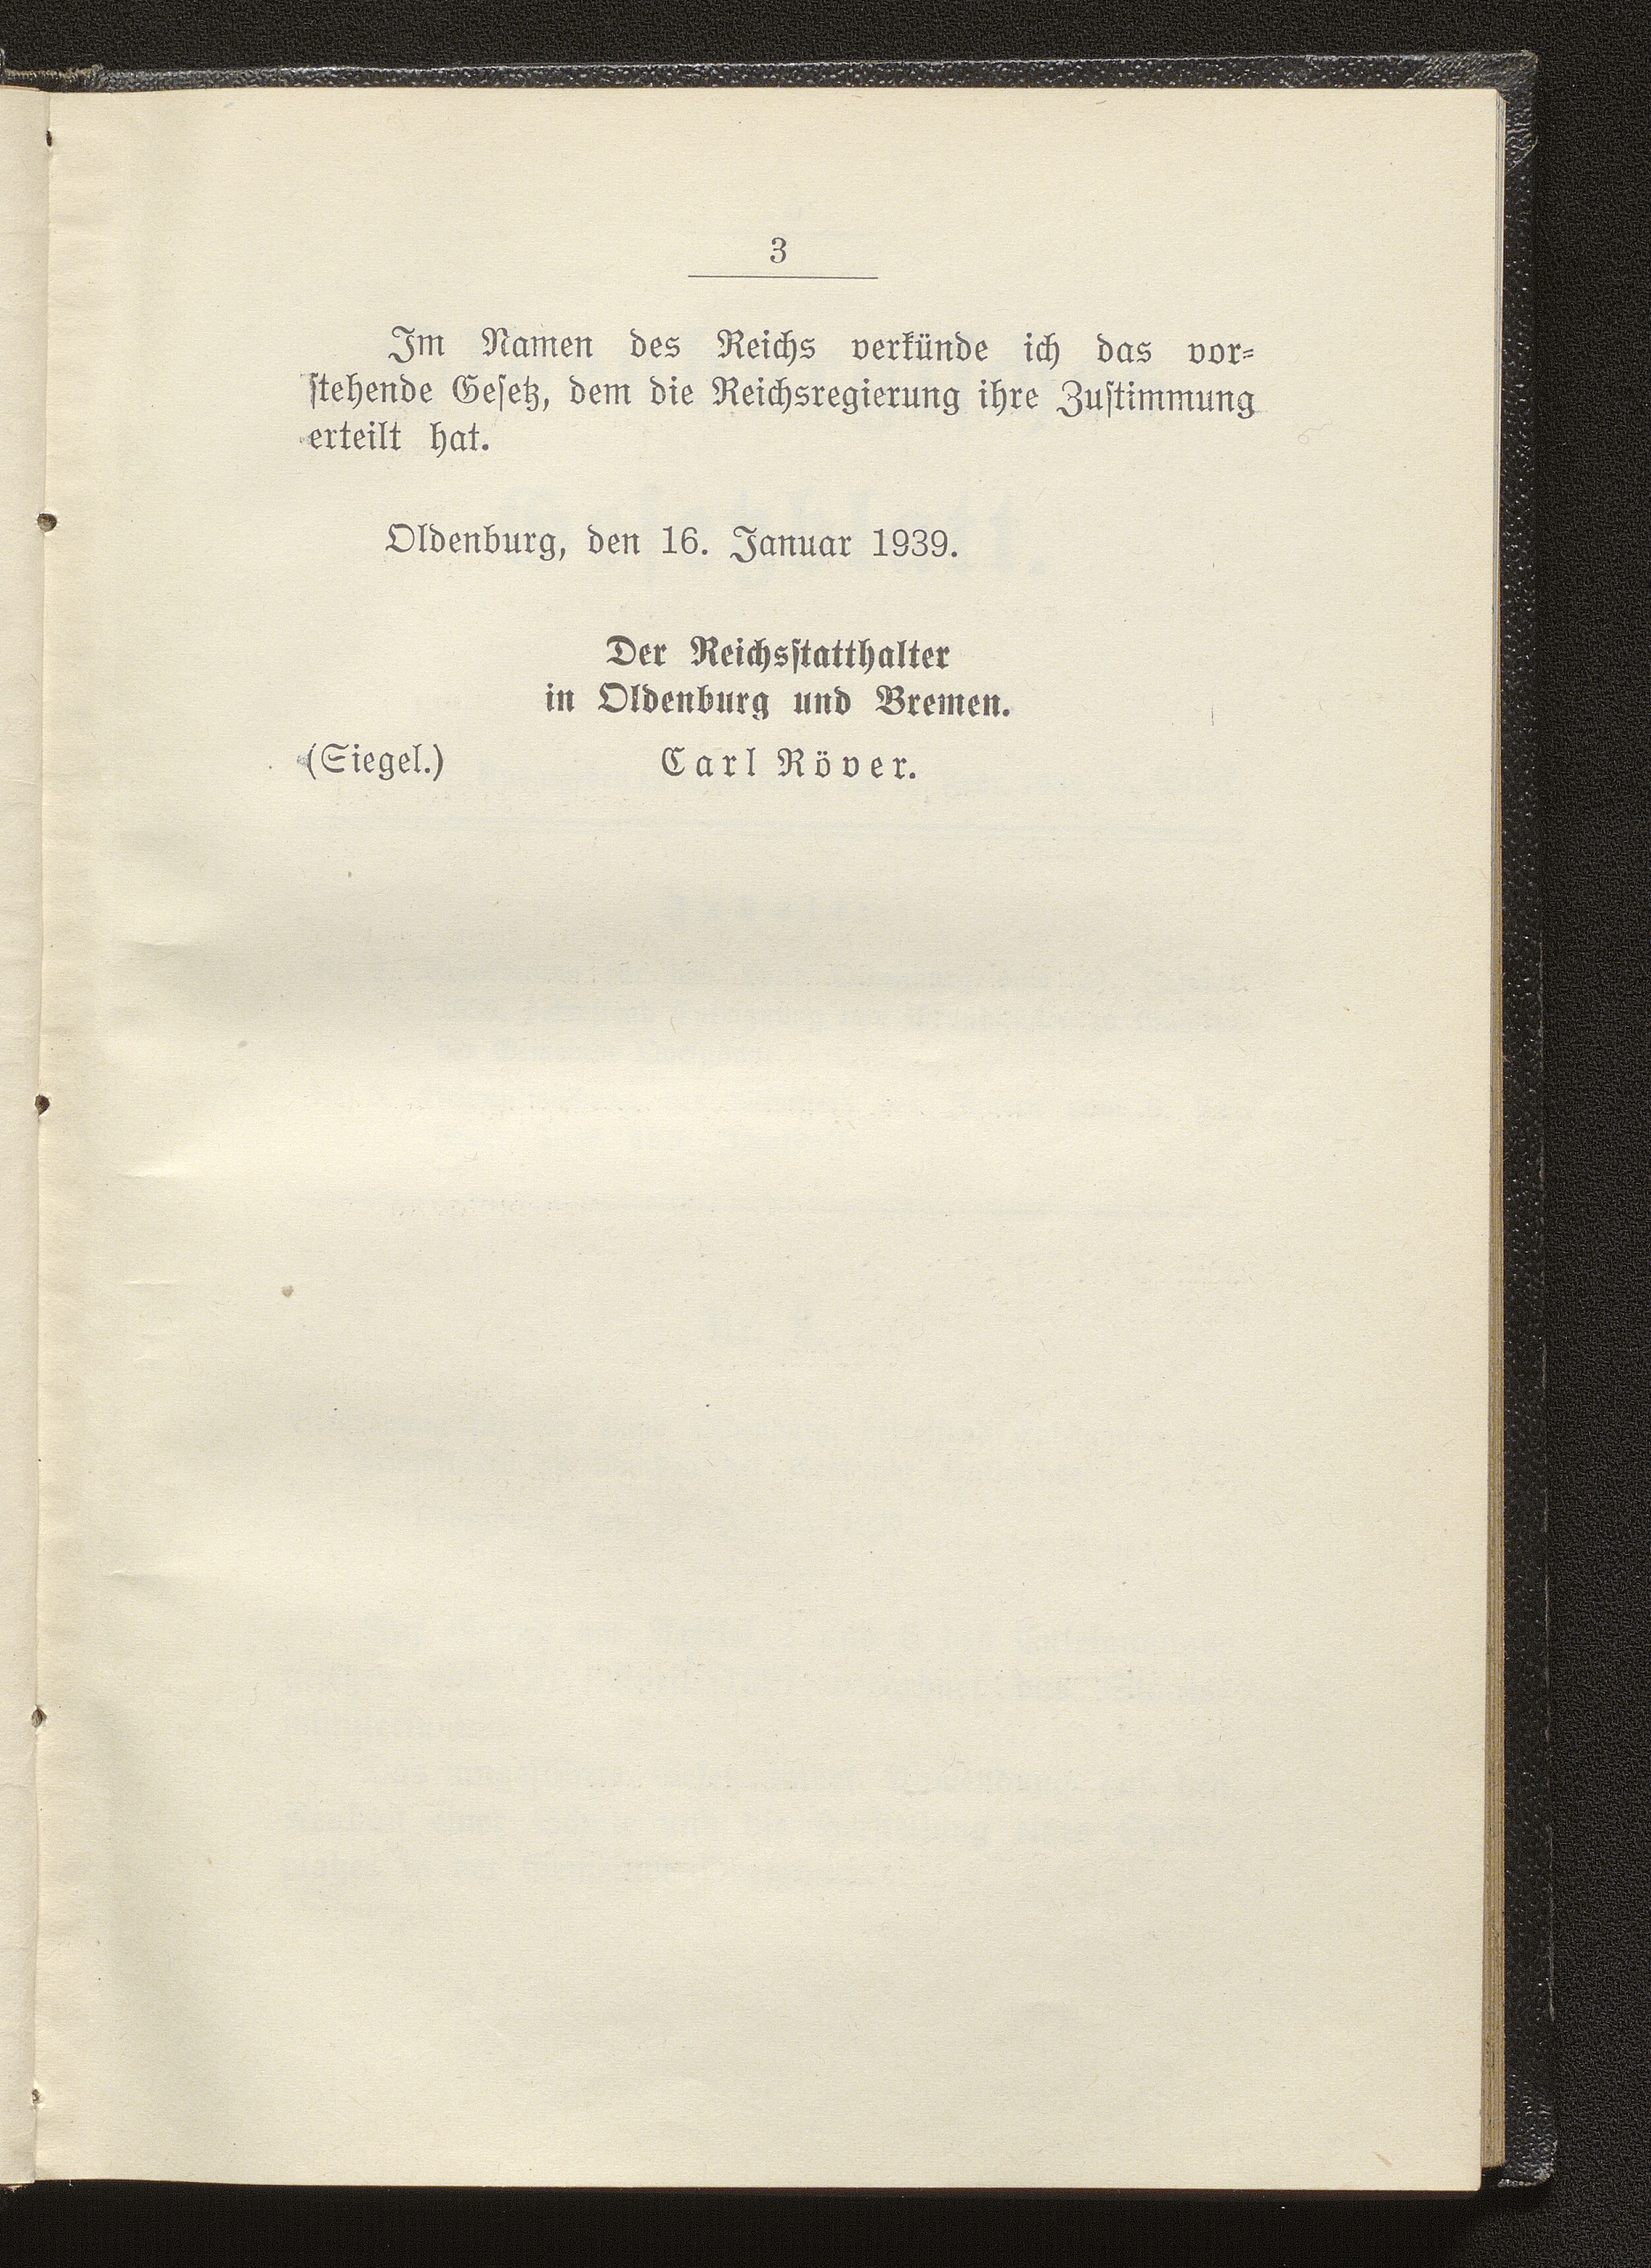 3
Im Namen des Reichs verkünde ich das vor-
stehende Gesetz, dem die Reichsregierung ihre Zustimmung
erteilt hat.
Oldenburg, den 16. Januar 1939.
Der Reichsstatthalter
in Oldenburg und Bremen.
(Siegel.) Carl Röver.